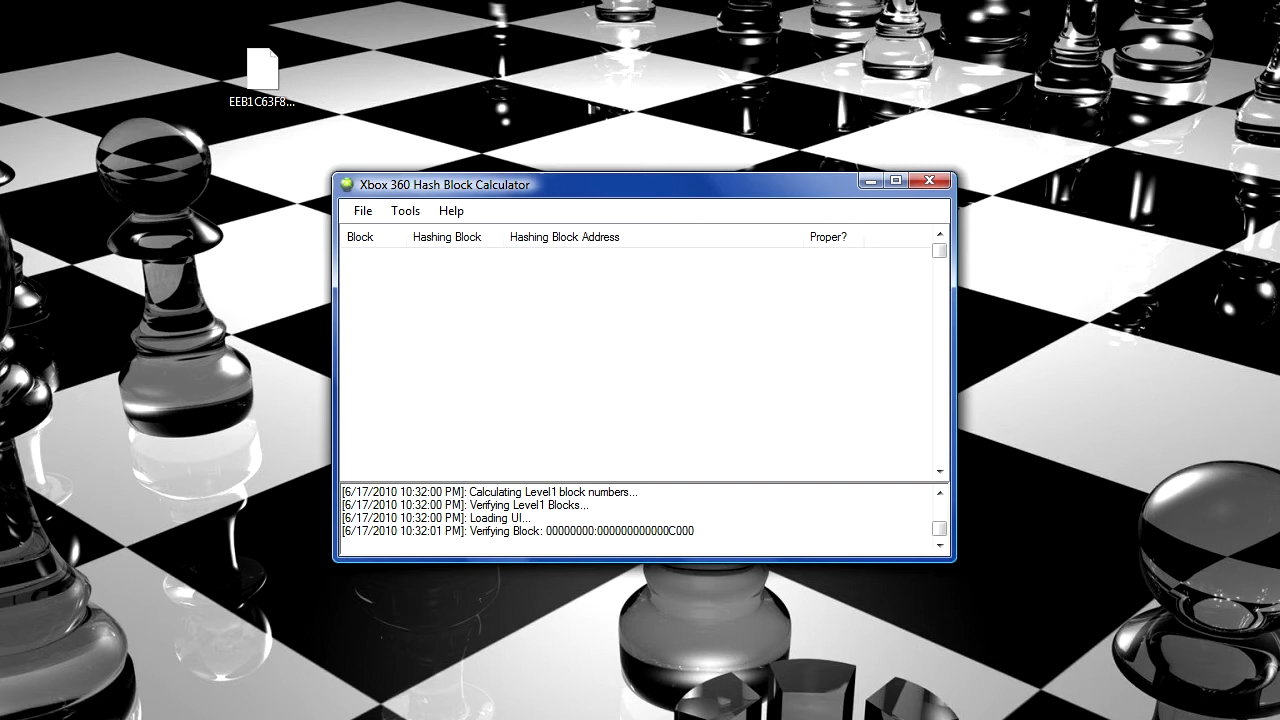 EEB1C63F8...
Xbox 360 Hash Block Calculator
File Tools Help
Block Hashing Block Hashing Block Address Proper?
[6/17/2010 10:32:00 PM]: Calculating Level1 block numbers...
[6/17/2010 10:32:00 PM]: Verifying Level1 Blocks...
[6/17/2010 10:32:00 PM]: Loading UI...
[6/17/2010 10:32:01 PM]: Verifying Block: 00000000:000000000000C000